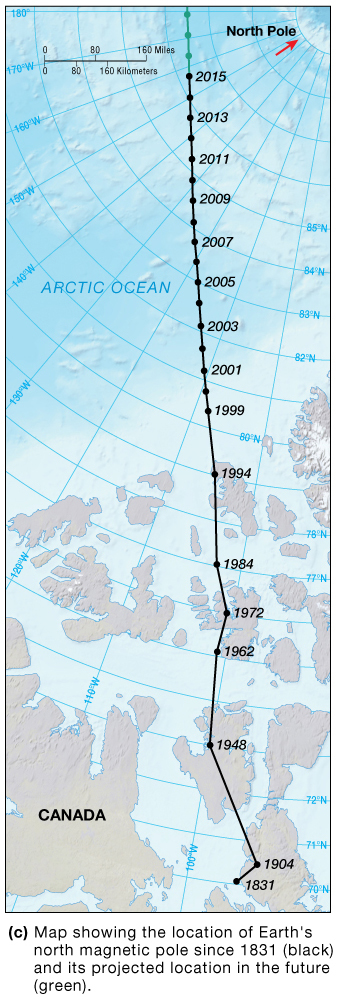 180°
North Pole
0 80 160 Miles
0 80 160 Kilometers
170°W
2015
160°W
2013
2011
150°W
2009
85°N
2007
140°W
84°N
ARCTIC OCEAN
2005
83°N
2003
82°N
2001
130°W
1999
80°N
1994
78°N
120°W
1984
77°N
1972
1962
110°W
1948
72°N
CANADA
71°N
100°W
1904
1831
70°N
(c) Map showing the location of Earth's
north magnetic pole since 1831 (black)
and its projected location in the future
(green).